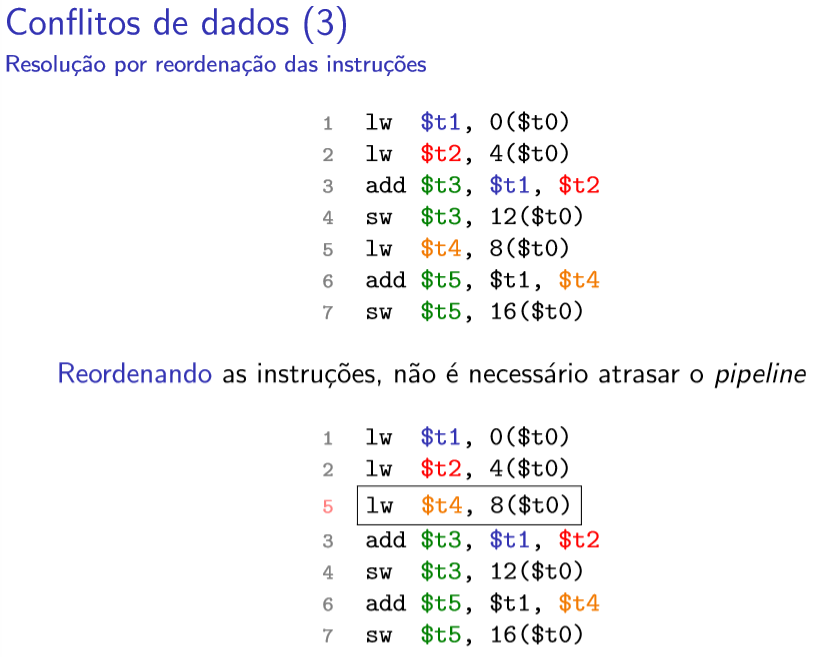 Conflitos de dados (3)
Resolução por reordenação das instruções
1 lw $t1, 0($t0)
2 lw $t2, 4($t0)
3 add $t3, $t1, $t2
4 sw $t3, 12($t0)
5 lw $t4, 8($t0)
6 add $t5, $t1, $t4
7 sw $t5, 16($t0)
Reordenando as instruções, não é necessário atrasar o pipeline
1 lw $t1, 0($t0)
2 lw $t2, 4($t0)
5 lw $t4, 8($t0)
3 add $t3, $t1, $t2
4 sw $t3, 12($t0)
6 add $t5, $t1, $t4
7 sw $t5, 16($t0)